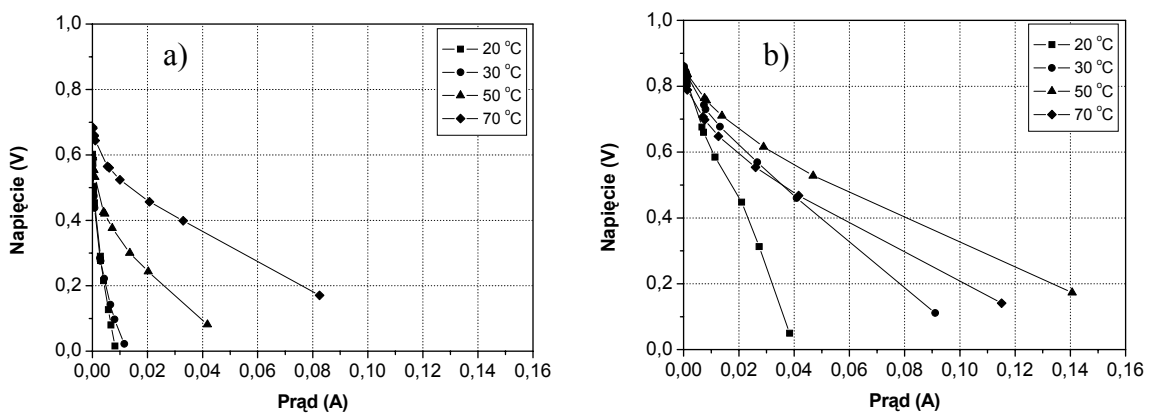 1,0
0,8
0,6
0,4
0,2
0,0
Napięcie (V)
a)
20 °C
30 °C
50 °C
70 °C
0,00 0,02 0,04 0,06 0,08 0,10 0,12 0,14 0,16
Prąd (A)
1,0
0,8
0,6
0,4
0,2
0,0
Napięcie (V)
b)
20 °C
30 °C
50 °C
70 °C
0,00 0,02 0,04 0,06 0,08 0,10 0,12 0,14 0,16
Prąd (A)